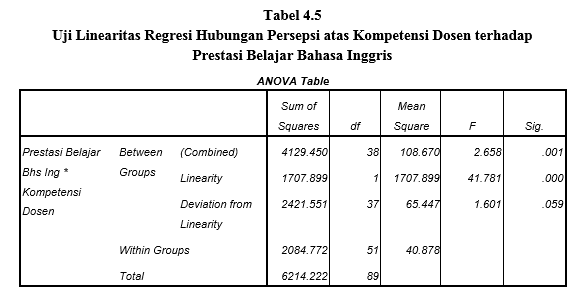 Tabel 4.5
Uji Linearitas Regresi Hubungan Persepsi atas Kompetensi Dosen terhadap
Prestasi Belajar Bahasa Inggris
ANOVA Table
Sum of Squares df Mean Square F Sig.
Prestasi Belajar Bhs Ing * Kompetensi Dosen Between Groups (Combined) 4129.450 38 108.670 2.658 .001
Linearity 1707.899 1 1707.899 41.781 .000
Deviation from Linearity 2421.551 37 65.447 1.601 .059
Within Groups 2084.772 51 40.878
Total 6214.222 89